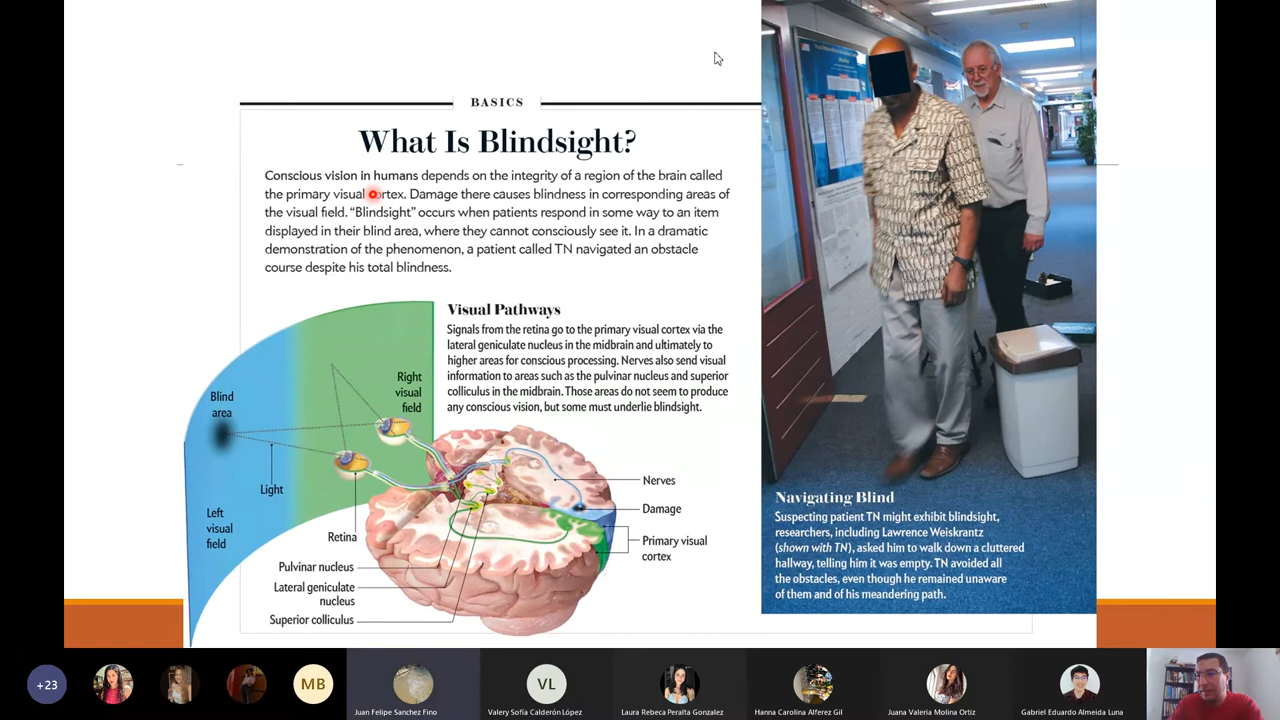 BASICS
What Is Blindsight?
Conscious vision in humans depends on the integrity of a region of the brain called
the primary visual cortex. Damage there causes blindness in corresponding areas of
the visual field. “Blindsight” occurs when patients respond in some way to an item
displayed in their blind area, where they cannot consciously see it. In a dramatic
demonstration of the phenomenon, a patient called TN navigated an obstacle
course despite his total blindness.
Visual Pathways
Signals from the retina go to the primary visual cortex via the
lateral geniculate nucleus in the midbrain and ultimately to
higher areas for conscious processing. Nerves also send visual
information to areas such as the pulvinar nucleus and superior
colliculus in the midbrain. Those areas do not seem to produce
any conscious vision, but some must underlie blindsight.
Right
visual
field
Blind
area
Light
Left
visual
field
Retina
Pulvinar nucleus
Lateral geniculate
nucleus
Superior colliculus
Nerves
Damage
Primary visual
cortex
Navigating Blind
Suspecting patient TN might exhibit blindsight,
researchers, including Lawrence Weiskrantz
(shown with TN), asked him to walk down a cluttered
hallway, telling him it was empty. TN avoided all
the obstacles, even though he remained unaware
of them and of his meandering path.
+23
MB
VL
Juan Felipe Sanchez Fino
Valery Sofía Calderón López
Laura Rebeca Peralta Gonzalez
Hanna Carolina Alferez Gil
Juana Valeria Molina Ortiz
Gabriel Eduardo Almeida Luna